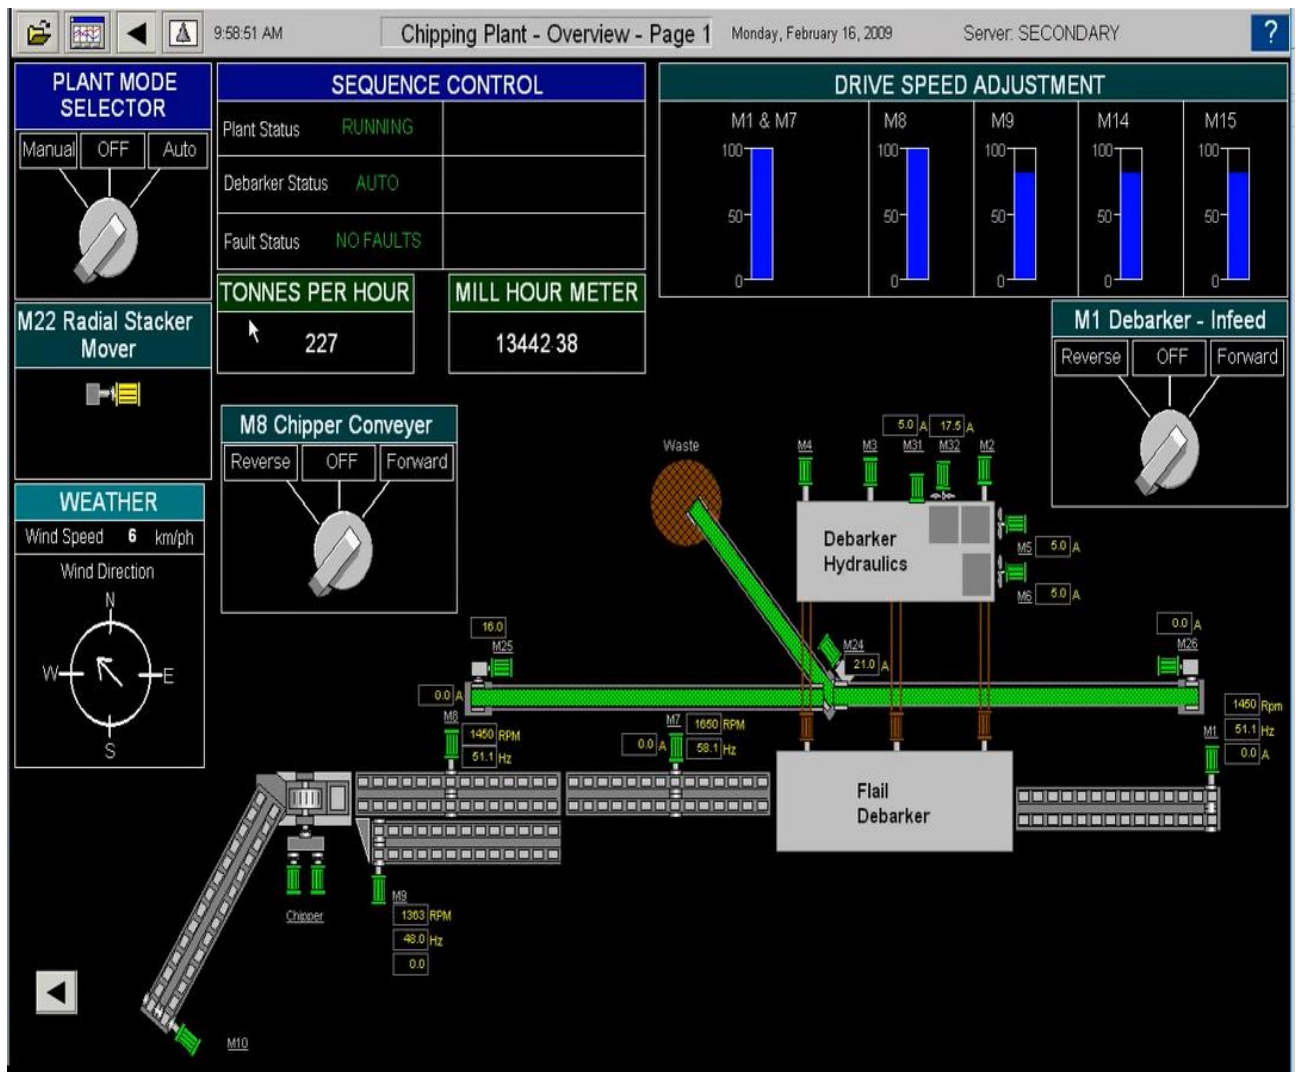 9:58:51 AM
Chipping Plant - Overview - Page 1
Monday, February 16, 2009
Server: SECONDARY
?
PLANT MODE
SELECTOR
Manual OFF Auto
SEQUENCE CONTROL
Plant Status RUNNING
Debarker Status AUTO
Fault Status NO FAULTS
DRIVE SPEED ADJUSTMENT
M1 & M7 M8 M9 M14 M15
100 100 100 100 100
50 50 50 50 50
0 0 0 0 0
TONNES PER HOUR
227
MILL HOUR METER
13442.38
M22 Radial Stacker
Mover
M1 Debarker - Infeed
Reverse OFF Forward
M8 Chipper Conveyer
Reverse OFF Forward
WEATHER
Wind Speed 6 km/ph
Wind Direction
N
W E
S
Waste
5.0 A 17.5 A
M4 M3 M31 M32 M2
Debarker
Hydraulics
M5 5.0 A
M6 5.0 A
16.0
M25
M24
21.0 A
0.0 A
M26
0.0 A
M8
1450 RPM
51.1 Hz
M7
1650 RPM
0.0 A
58.1 Hz
1450 Rpm
M1 51.1 Hz
0.0 A
Flail
Debarker
Chipper
M9
1363 RPM
48.0 Hz
0.0
M10